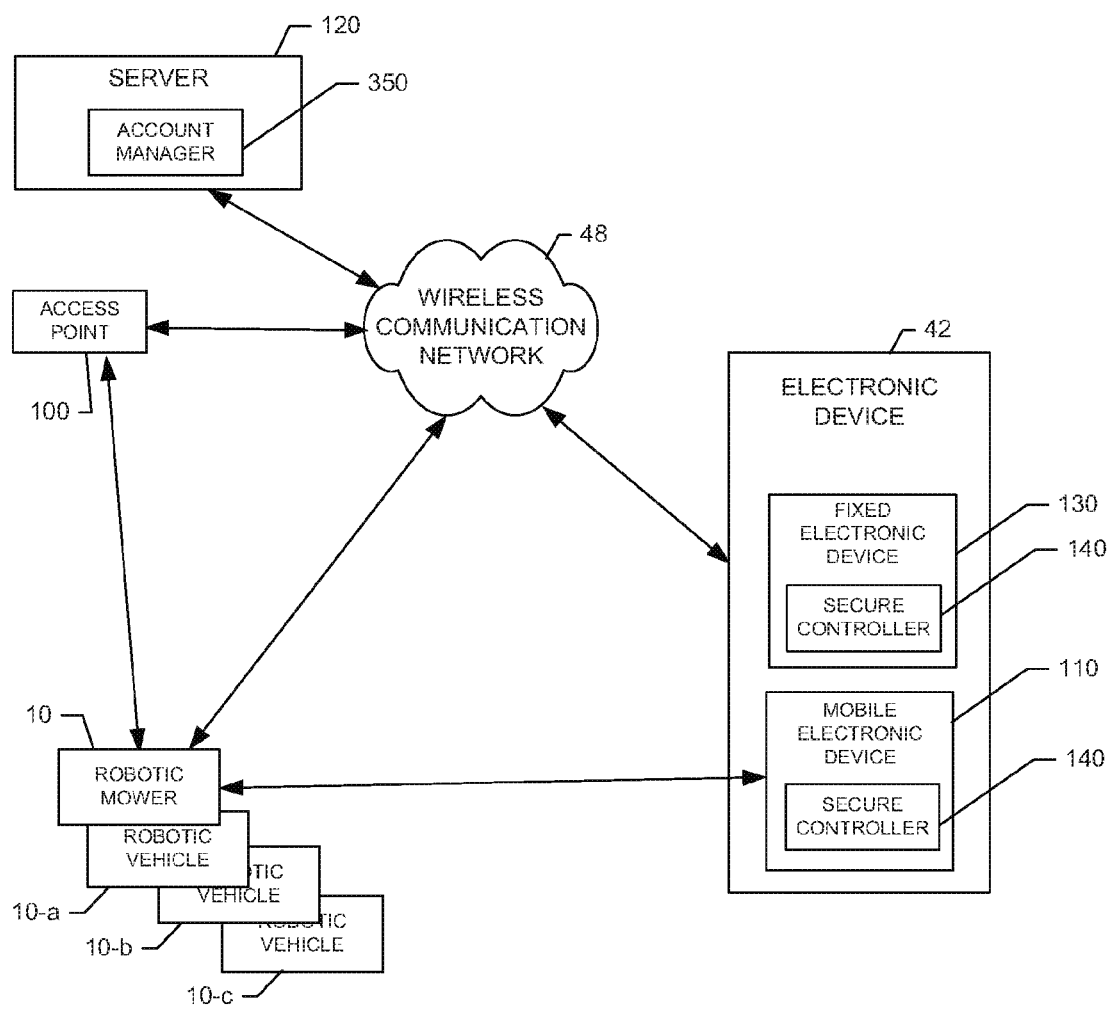 120
SERVER
350
ACCOUNT
MANAGER
48
WIRELESS
COMMUNICATION
NETWORK
ACCESS
POINT
100
42
ELECTRONIC
DEVICE
130
FIXED
ELECTRONIC
DEVICE
140
SECURE
CONTROLLER
110
MOBILE
ELECTRONIC
DEVICE
140
SECURE
CONTROLLER
10
ROBOTIC
MOWER
ROBOTIC
VEHICLE
10-a
VEHICLE
10-b
VEHICLE
10-c